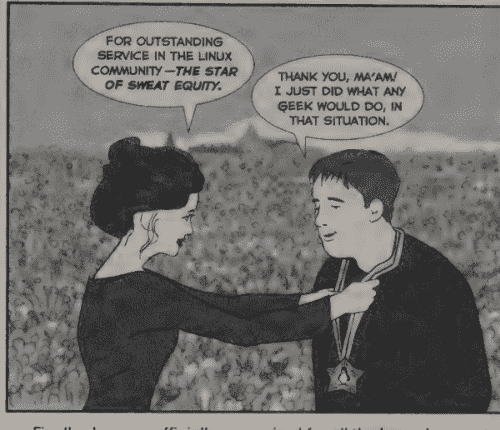 FOR OUTSTANDING
SERVICE IN THE LINUX
COMMUNITY—THE STAR
OF SWEAT EQUITY.
THANK YOU, MA'AM!
I JUST DID WHAT ANY
GEEK WOULD DO, IN
THAT SITUATION.